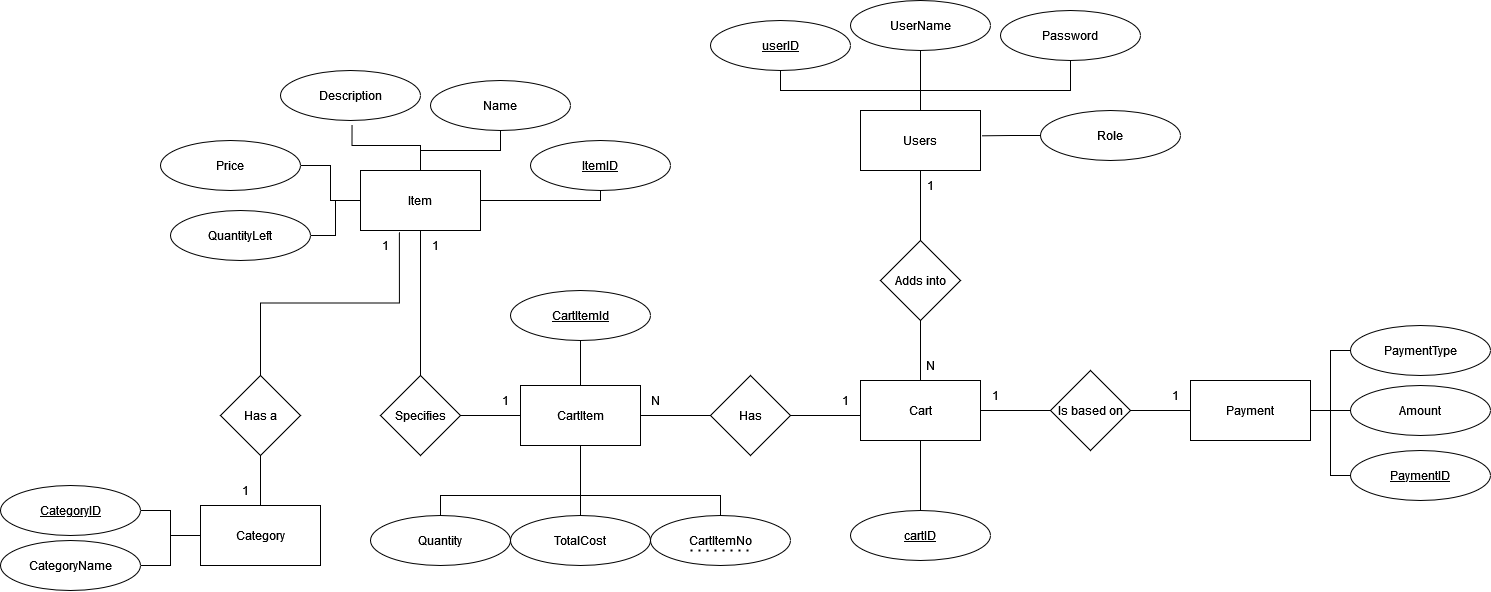 UserName
userID
Password
Description
Name
Users
Role
Price
ItemID
1
Item
QuantityLeft
1
1
Adds into
CartItemId
PaymentType
N
Has a
Specifies
1
CartItem
N
Has
1
Cart
1
Is based on
1
Payment
Amount
PaymentID
1
CategoryID
Category
CategoryName
Quantity
TotalCost
CartItemNo
cartID